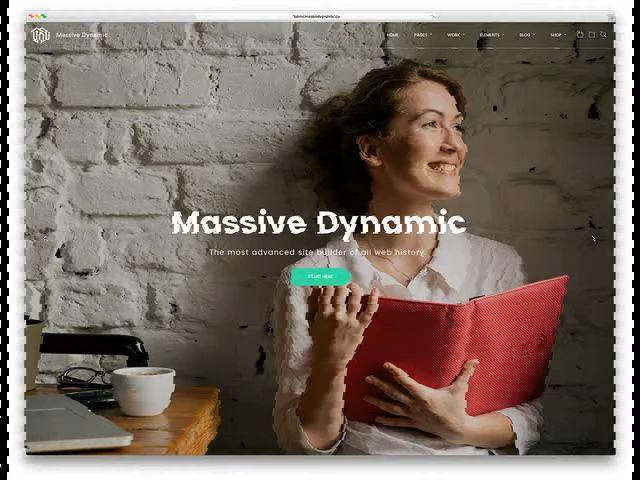 Massive Dynamic
HOME PAGES WORK ELEMENTS BLOG SHOP
Massive Dynamic
The most advanced site builder of all web history.
START HERE